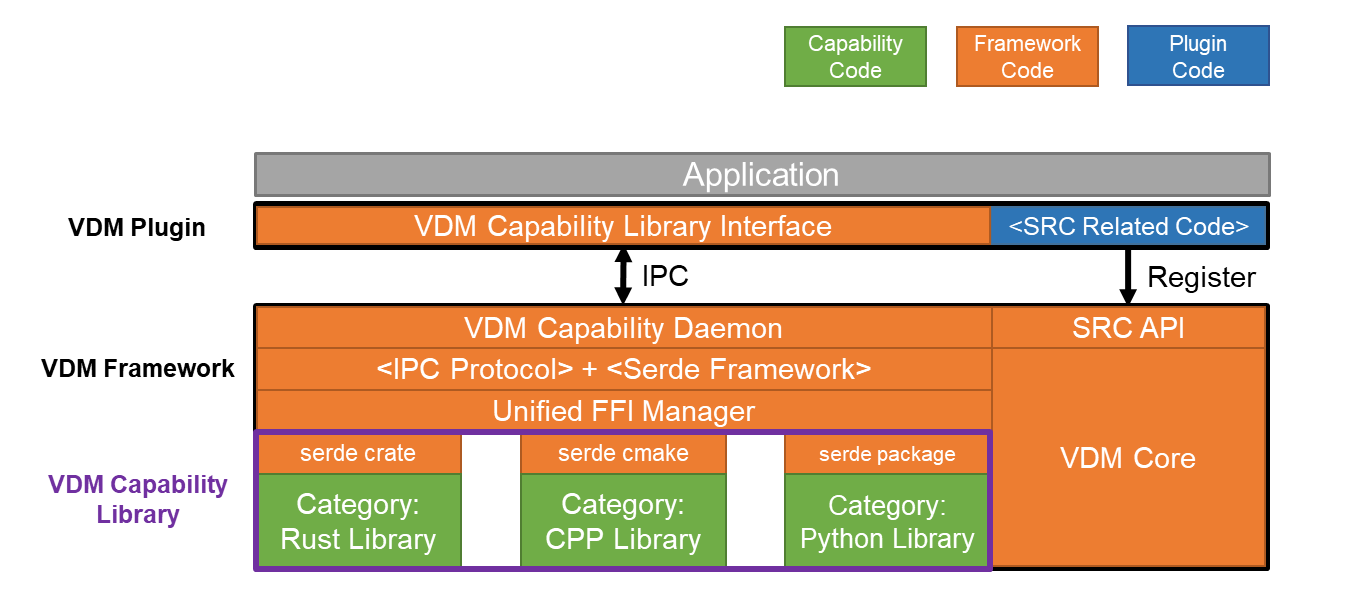 Capability
Code
Framework
Code
Plugin
Code
Application
VDM Plugin
VDM Capability Library Interface
<SRC Related Code>
IPC
Register
VDM Framework
VDM Capability Daemon
SRC API
<IPC Protocol> + <Serde Framework>
Unified FFI Manager
VDM Core
VDM Capability
Library
serde crate
serde cmake
serde package
Category:
Rust Library
Category:
CPP Library
Category:
Python Library